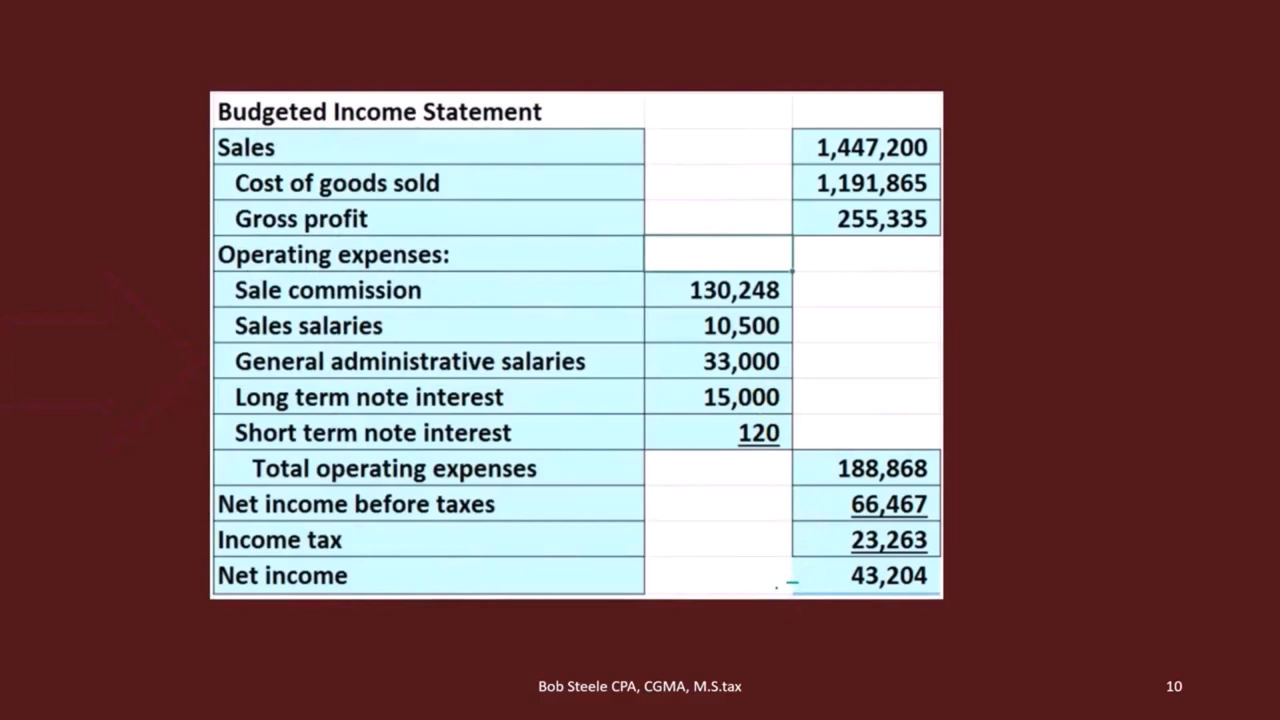 Budgeted Income Statement
Sales 1,447,200
Cost of goods sold 1,191,865
Gross profit 255,335
Operating expenses:
Sale commission 130,248
Sales salaries 10,500
General administrative salaries 33,000
Long term note interest 15,000
Short term note interest 120
Total operating expenses 188,868
Net income before taxes 66,467
Income tax 23,263
Net income 43,204
Bob Steele CPA, CGMA, M.S.tax 10